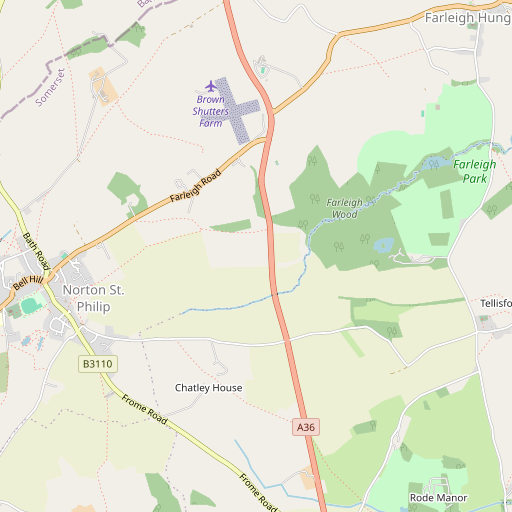 Farleigh Hung
Bat
Somerset
Brown
Shutters
Farm
Farleigh
Park
Farleigh Road
Farleigh
Wood
Bath Road
Bell Hill
Norton St.
Philip
Tellisfo
B3110
Chatley House
Frome Road
A36
Frome Road
Rode Manor